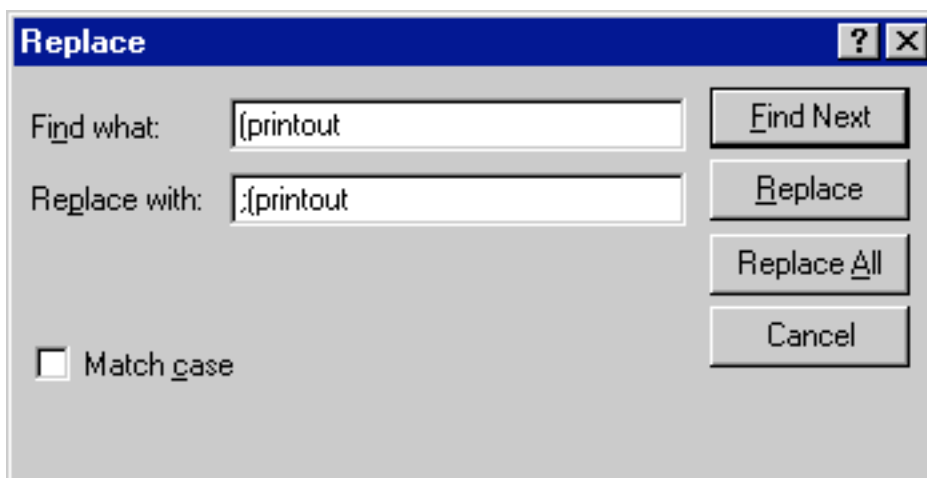 Replace
Find what: (printout
Find Next
Replace with: ;(printout
Replace
Replace All
Cancel
Match case